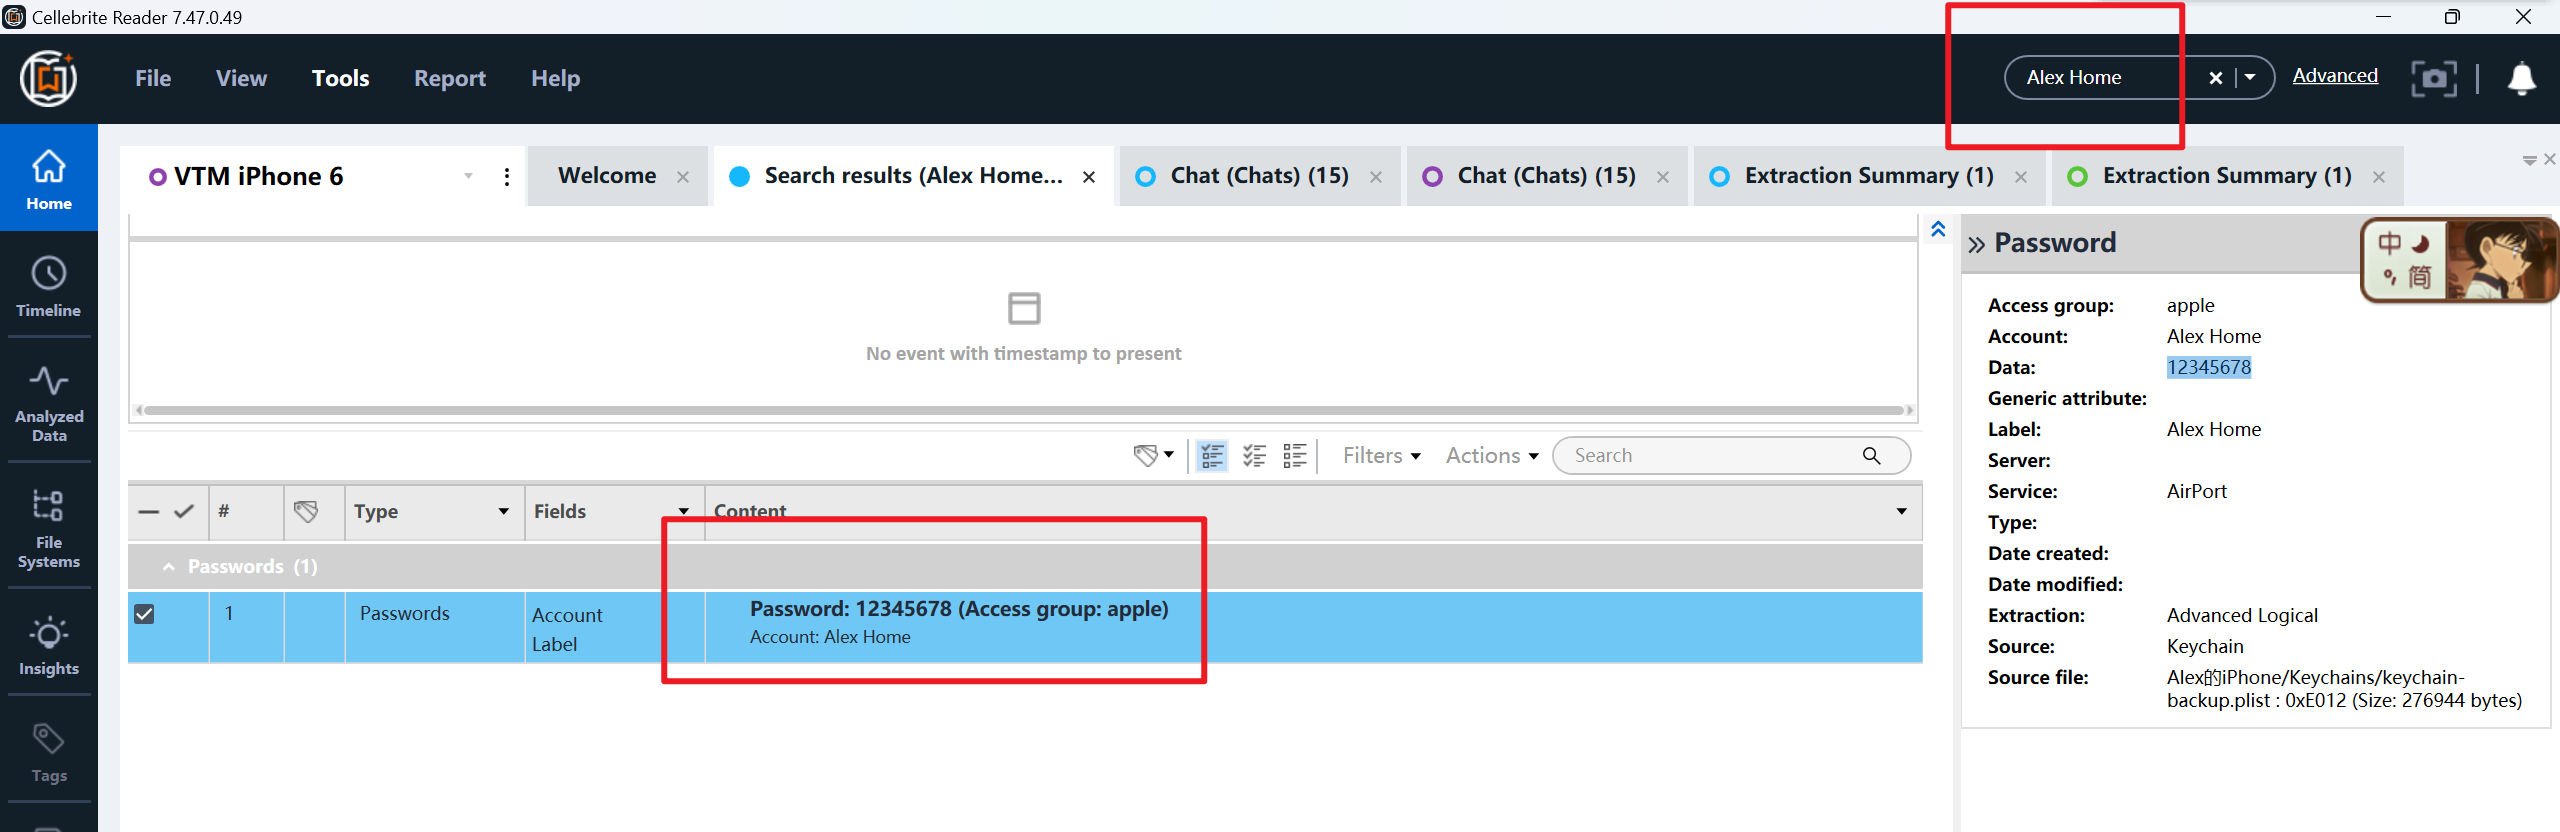 Cellebrite Reader 7.47.0.49
File View Tools Report Help
Alex Home
Advanced
VTM iPhone 6
Welcome
Search results (Alex Home...
Chat (Chats) (15)
Chat (Chats) (15)
Extraction Summary (1)
Extraction Summary (1)
Home
Timeline
Analyzed
Data
File
Systems
Insights
Tags
No event with timestamp to present
Filters
Actions
Search
# Type Fields Content
Passwords (1)
1 Passwords
Account
Label
Password: 12345678 (Access group: apple)
Account: Alex Home
Password
中
°, 简
Access group: apple
Account: Alex Home
Data: 12345678
Generic attribute:
Label: Alex Home
Server:
Service: AirPort
Type:
Date created:
Date modified:
Extraction: Advanced Logical
Source: Keychain
Source file: Alex的iPhone/Keychains/keychain-
backup.plist : 0xE012 (Size: 276944 bytes)